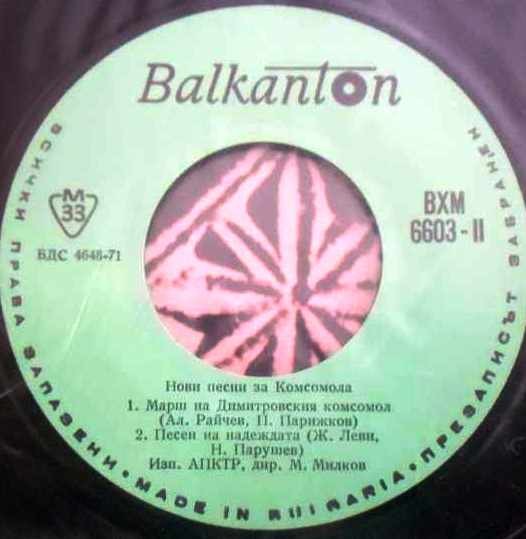 Balkanton
M
33
ВХМ
6603-II
БДС 4648-71
Нови песни за Комсомола
1. Марш на Димитровския комсомол
(Ал. Райчев, П. Парижков)
2. Песен на надеждата (Ж. Леви,
Н. Парушев)
Изп. АПКТР, дир. М. Милков
ВСИЧКИ ПРАВА ЗАПАЗЕНИ • MADE IN BULGARIA • ПРЕЗАПИСЪТ ЗАБРАНЕН